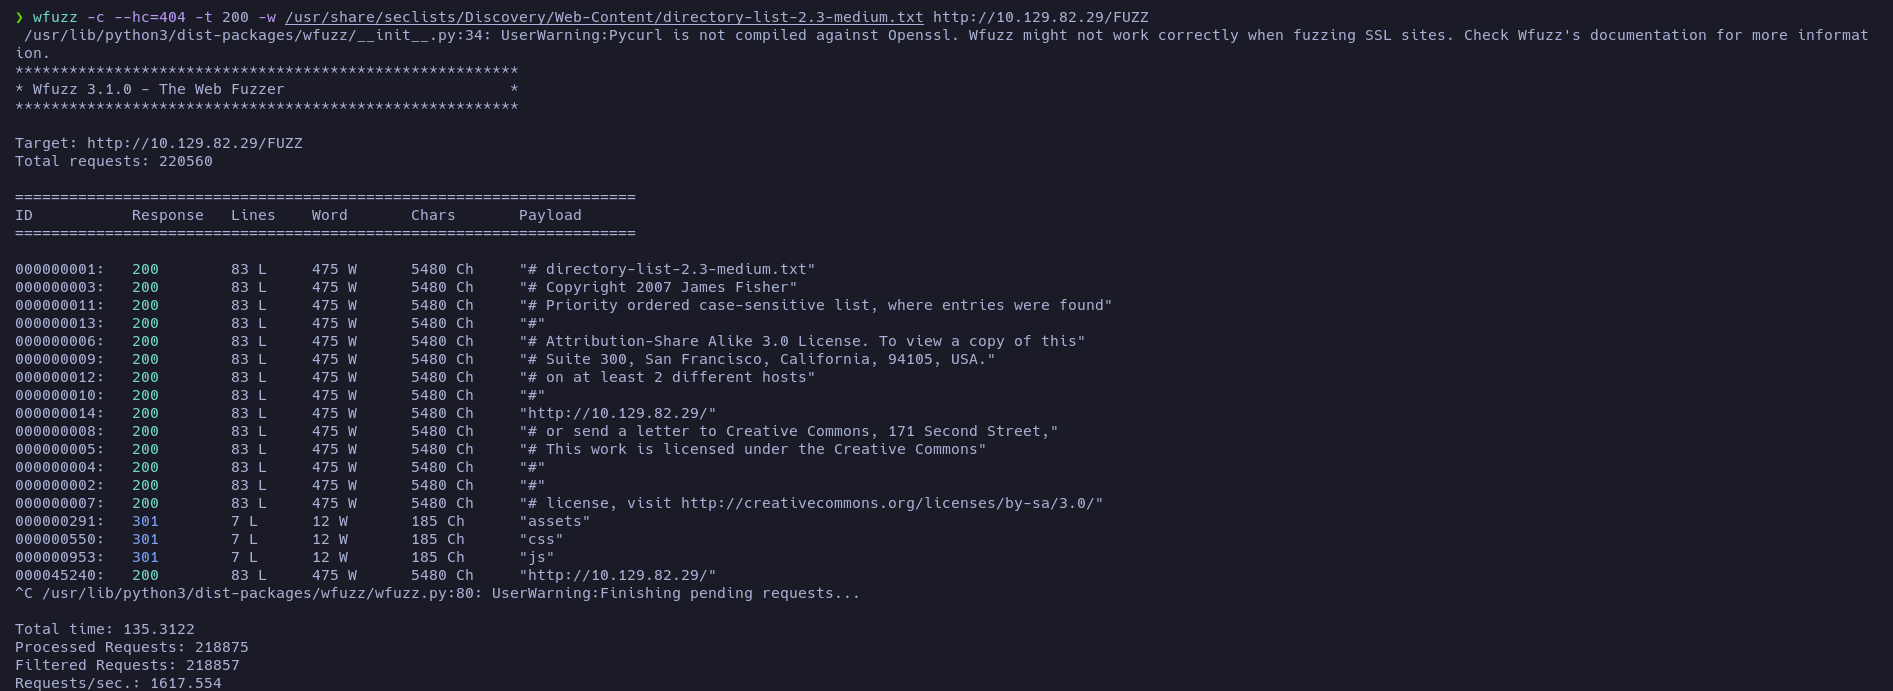 ❯ wfuzz -c --hc=404 -t 200 -w /usr/share/seclists/Discovery/Web-Content/directory-list-2.3-medium.txt http://10.129.82.29/FUZZ
 /usr/lib/python3/dist-packages/wfuzz/__init__.py:34: UserWarning:Pycurl is not compiled against Openssl. Wfuzz might not work correctly when fuzzing SSL sites. Check Wfuzz's documentation for more informat
ion.
********************************************************
* Wfuzz 3.1.0 - The Web Fuzzer                         *
********************************************************

Target: http://10.129.82.29/FUZZ
Total requests: 220560

=====================================================================
ID           Response   Lines    Word       Chars       Payload
=====================================================================

000000001:   200        83 L     475 W      5480 Ch     "# directory-list-2.3-medium.txt"
000000003:   200        83 L     475 W      5480 Ch     "# Copyright 2007 James Fisher"
000000011:   200        83 L     475 W      5480 Ch     "# Priority ordered case-sensitive list, where entries were found"
000000013:   200        83 L     475 W      5480 Ch     "#"
000000006:   200        83 L     475 W      5480 Ch     "# Attribution-Share Alike 3.0 License. To view a copy of this"
000000009:   200        83 L     475 W      5480 Ch     "# Suite 300, San Francisco, California, 94105, USA."
000000012:   200        83 L     475 W      5480 Ch     "# on at least 2 different hosts"
000000010:   200        83 L     475 W      5480 Ch     "#"
000000014:   200        83 L     475 W      5480 Ch     "http://10.129.82.29/"
000000008:   200        83 L     475 W      5480 Ch     "# or send a letter to Creative Commons, 171 Second Street,"
000000005:   200        83 L     475 W      5480 Ch     "# This work is licensed under the Creative Commons"
000000004:   200        83 L     475 W      5480 Ch     "#"
000000002:   200        83 L     475 W      5480 Ch     "#"
000000007:   200        83 L     475 W      5480 Ch     "# license, visit http://creativecommons.org/licenses/by-sa/3.0/"
000000291:   301        7 L      12 W       185 Ch      "assets"
000000550:   301        7 L      12 W       185 Ch      "css"
000000953:   301        7 L      12 W       185 Ch      "js"
000045240:   200        83 L     475 W      5480 Ch     "http://10.129.82.29/"
^C /usr/lib/python3/dist-packages/wfuzz/wfuzz.py:80: UserWarning:Finishing pending requests...

Total time: 135.3122
Processed Requests: 218875
Filtered Requests: 218857
Requests/sec.: 1617.554